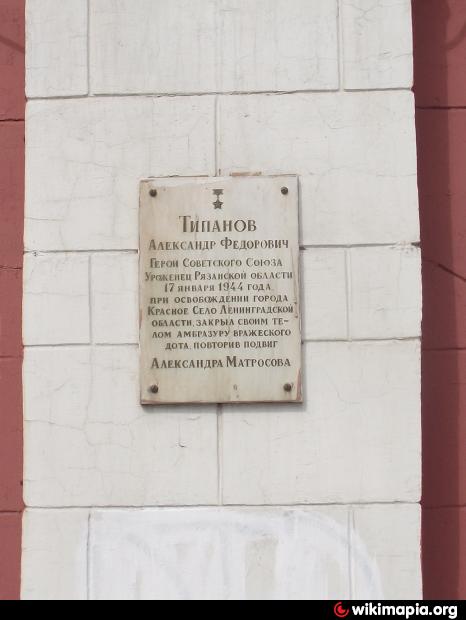 Типанов
Александр Федорович
Герой Советского Союза
Уроженец Рязанской области
17 января 1944 года,
при освобождении города
Красное Село Ленинградской
области, закрыл своим те-
лом амбразуру вражеского
дота, повторив подвиг
Александра Матросова
wikimapia.org